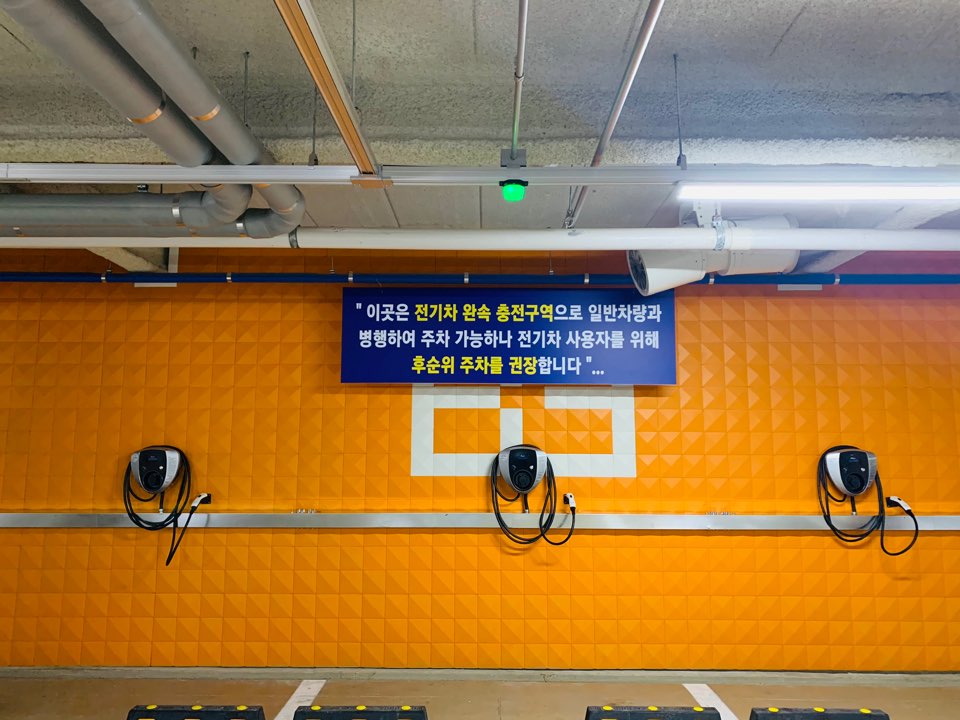 " 이곳은 전기차 완속 충전구역으로 일반차량과
병행하여 주차 가능하나 전기차 사용자를 위해
후순위 주차를 권장합니다 "...